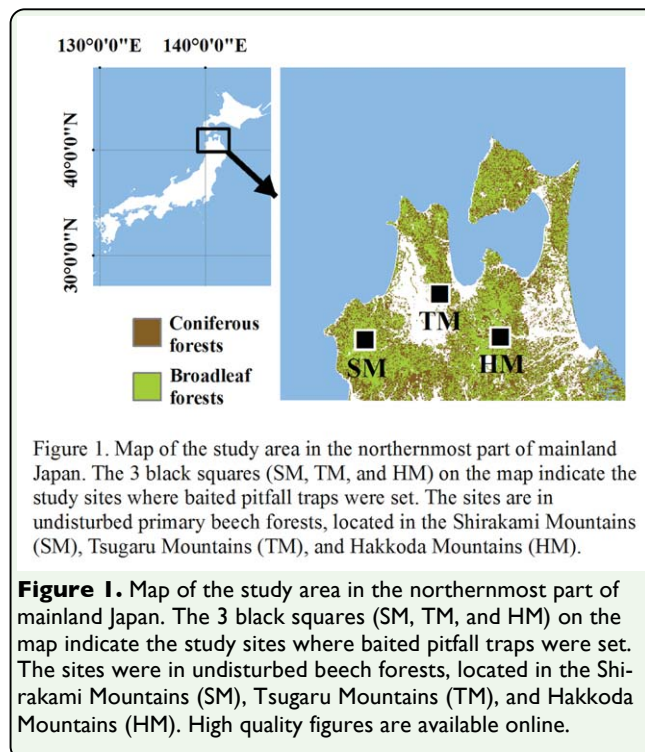 130°0'0"E 140°0'0"E
40°0'0"N
30°0'0"N
Coniferous
forests
Broadleaf
forests
TM
SM
HM
Figure 1. Map of the study area in the northernmost part of mainland
Japan. The 3 black squares (SM, TM, and HM) on the map indicate the
study sites where baited pitfall traps were set. The sites are in
undisturbed primary beech forests, located in the Shirakami Mountains
(SM), Tsugaru Mountains (TM), and Hakkoda Mountains (HM).
Figure 1. Map of the study area in the northernmost part of
mainland Japan. The 3 black squares (SM, TM, and HM) on the
map indicate the study sites where baited pitfall traps were set.
The sites were in undisturbed beech forests, located in the Shi-
rakami Mountains (SM), Tsugaru Mountains (TM), and Hakkoda
Mountains (HM). High quality figures are available online.